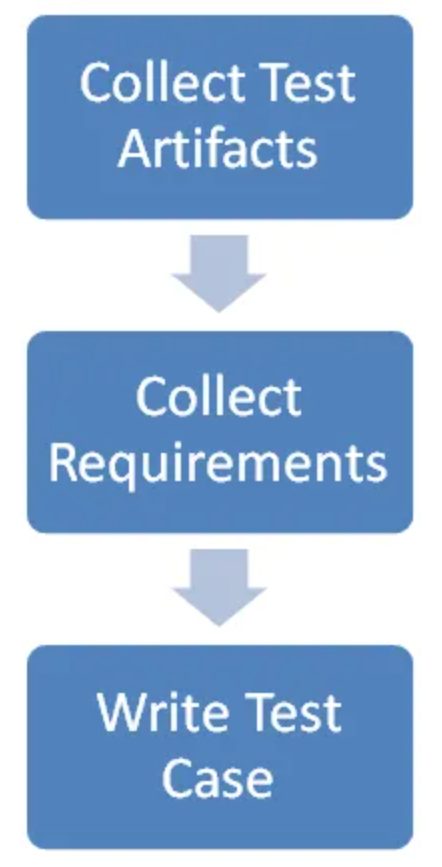 Collect Test
Artifacts
Collect
Requirements
Write Test
Case